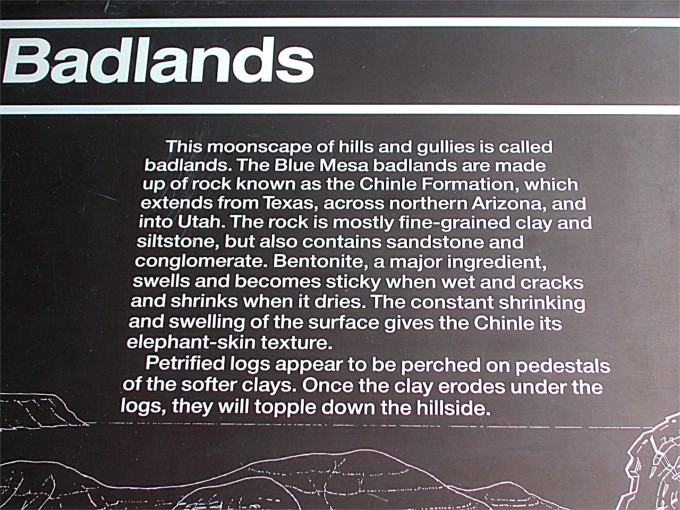 Badlands
This moonscape of hills and gullies is called
badlands. The Blue Mesa badlands are made
up of rock known as the Chinle Formation, which
extends from Texas, across northern Arizona, and
into Utah. The rock is mostly fine-grained clay and
siltstone, but also contains sandstone and
conglomerate. Bentonite, a major ingredient,
swells and becomes sticky when wet and cracks
and shrinks when it dries. The constant shrinking
and swelling of the surface gives the Chinle its
elephant-skin texture.
Petrified logs appear to be perched on pedestals
of the softer clays. Once the clay erodes under the
logs, they will topple down the hillside.